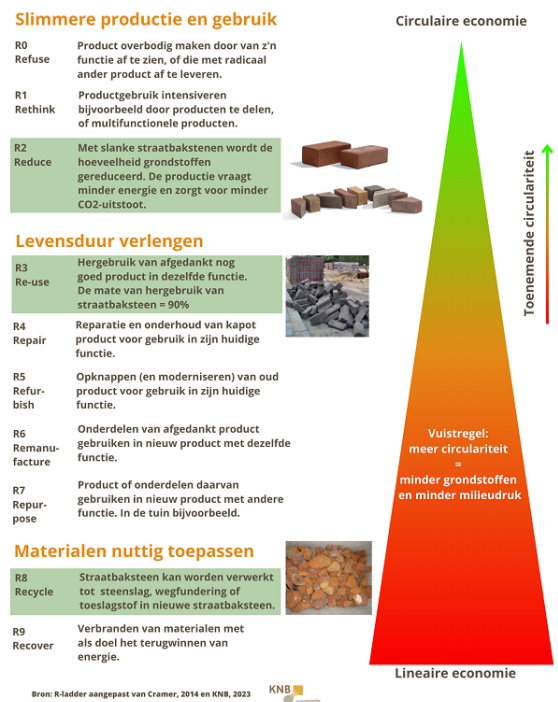 Slimmere productie en gebruik
Circulaire economie
R0
Refuse
Product overbodig maken door van z'n
functie af te zien, of die met radicaal
ander product af te leveren.
R1
Rethink
Productgebruik intensiveren
bijvoorbeeld door producten te delen,
of multifunctionele producten.
R2
Reduce
Met slanke straatbakstenen wordt de
hoeveelheid grondstoffen
gereduceerd. De productie vraagt
minder energie en zorgt voor minder
CO2-uitstoot.
Toenemende circulariteit
Levensduur verlengen
R3
Re-use
Hergebruik van afgedankt nog
goed product in dezelfde functie.
De mate van hergebruik van
straatbaksteen = 90%
R4
Repair
Reparatie en onderhoud van kapot
product voor gebruik in zijn huidige
functie.
R5
Refur-
bish
Opknappen (en moderniseren) van oud
product voor gebruik in zijn huidige
functie.
R6
Remanu-
facture
Onderdelen van afgedankt product
gebruiken in nieuw product met dezelfde
functie.
R7
Repur-
pose
Product of onderdelen daarvan
gebruiken in nieuw product met andere
functie. In de tuin bijvoorbeeld.
Vuistregel:
meer circulariteit
=
minder grondstoffen
en minder milieudruk
Materialen nuttig toepassen
R8
Recycle
Straatbaksteen kan worden verwerkt
tot steenslag, wegfundering of
toeslagstof in nieuwe straatbaksteen.
R9
Recover
Verbranden van materialen met
als doel het terugwinnen van
energie.
Lineaire economie
Bron: R-ladder aangepast van Cramer, 2014 en KNB, 2023
KNB